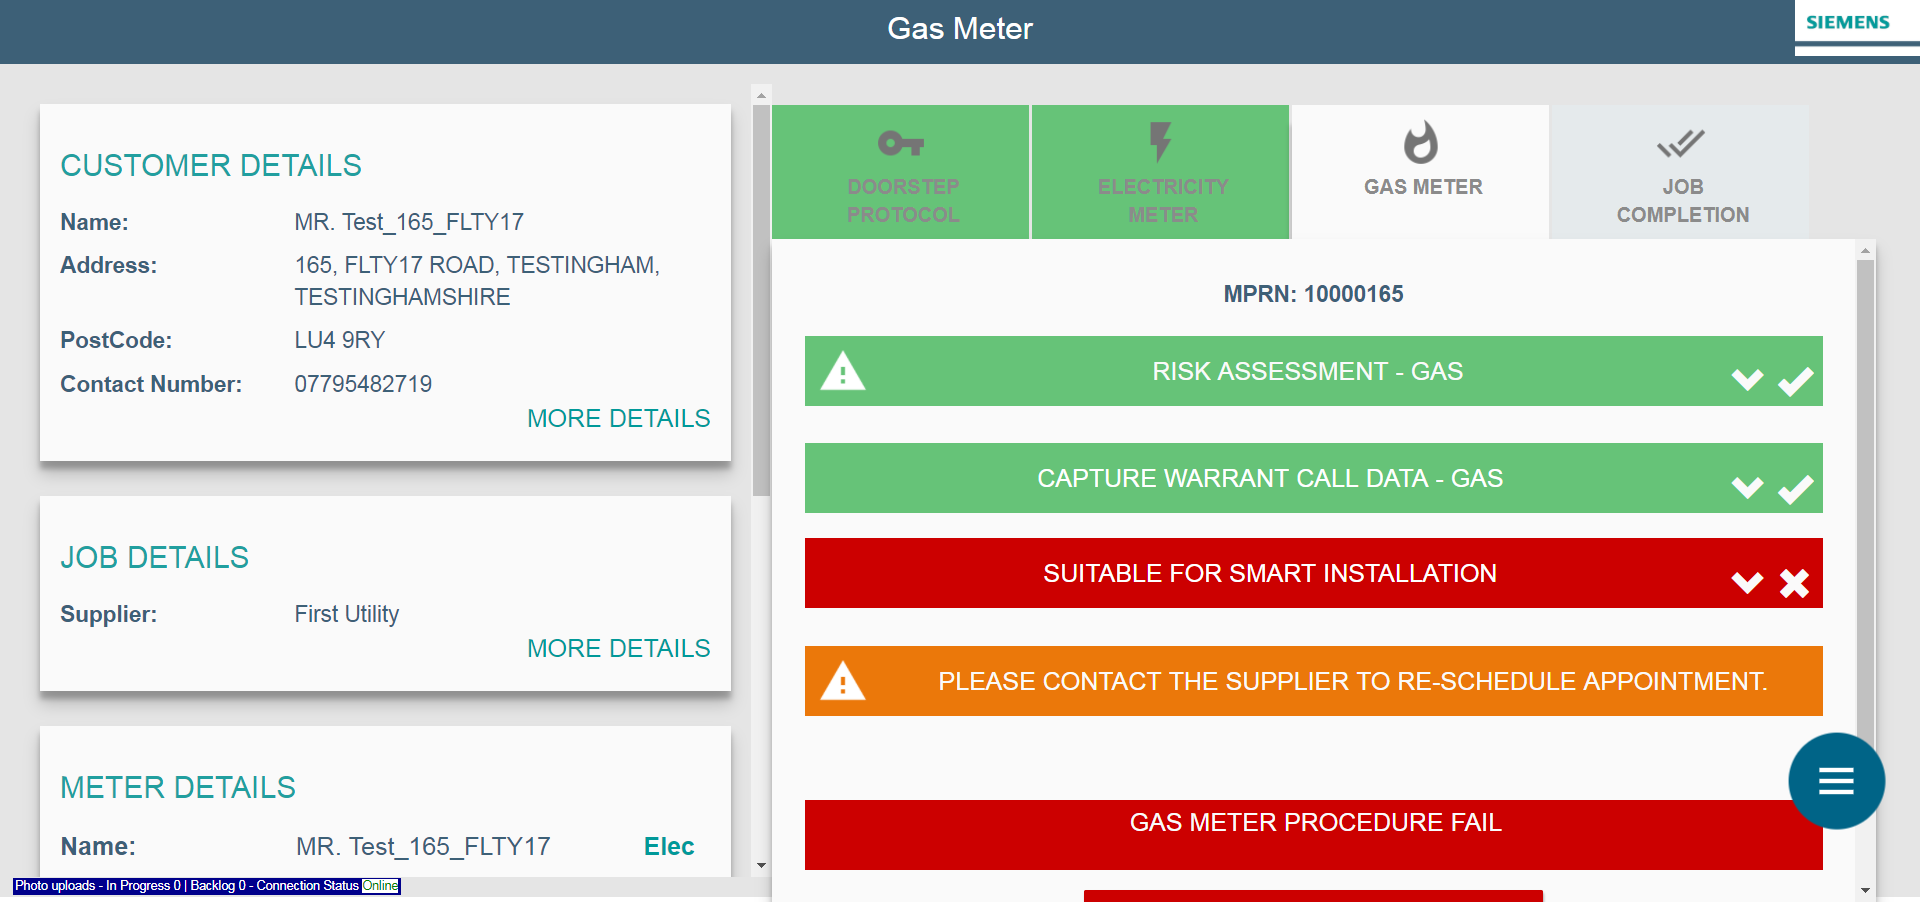 Gas Meter
SIEMENS
CUSTOMER DETAILS
Name: MR. Test_165_FLTY17
Address: 165, FLTY17 ROAD, TESTINGHAM,
TESTINGHAMSHIRE
PostCode: LU4 9RY
Contact Number: 07795482719
MORE DETAILS
JOB DETAILS
Supplier: First Utility
MORE DETAILS
METER DETAILS
Name: MR. Test_165_FLTY17 Elec
Photo uploads - In Progress 0 | Backlog 0 - Connection Status Online
DOORSTEP
PROTOCOL
ELECTRICITY
METER
GAS METER
JOB
COMPLETION
MPRN: 10000165
RISK ASSESSMENT - GAS
CAPTURE WARRANT CALL DATA - GAS
SUITABLE FOR SMART INSTALLATION
PLEASE CONTACT THE SUPPLIER TO RE-SCHEDULE APPOINTMENT.
GAS METER PROCEDURE FAIL